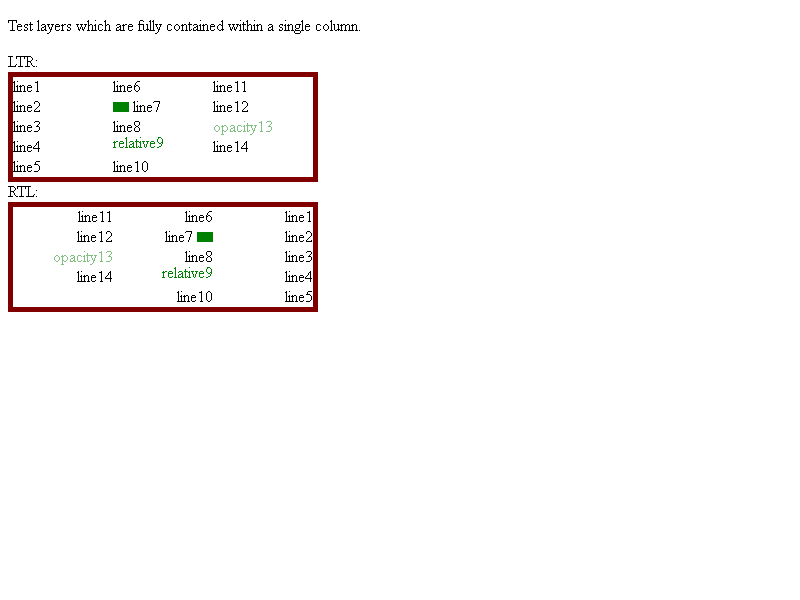 Test layers which are fully contained within a single column.
LTR:
line1
line2
line3
line4
line5
line6
line7
line8
relative9
line10
line11
line12
opacity13
line14
RTL:
line1
line2
line3
line4
line5
line6
line7
line8
relative9
line10
line11
line12
opacity13
line14